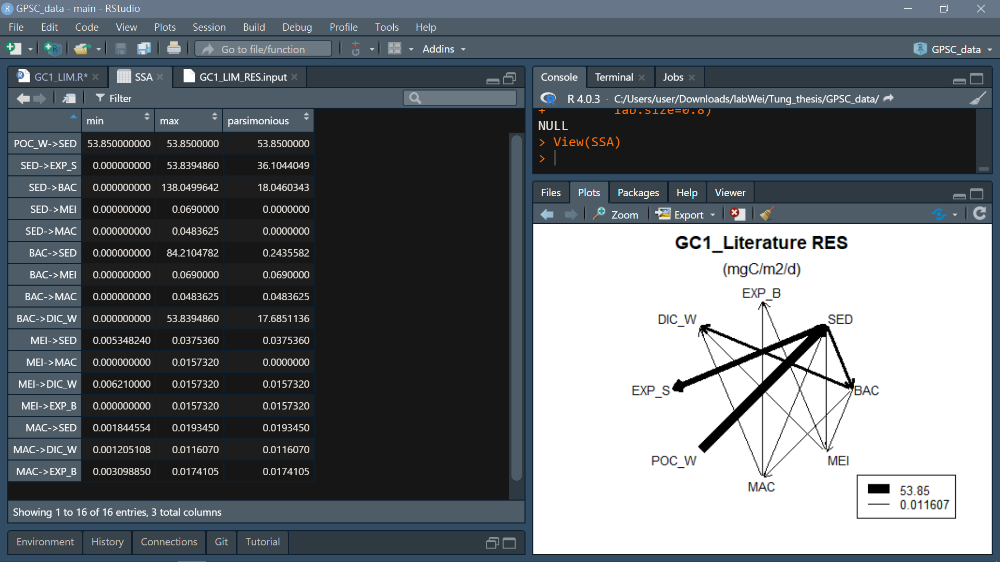 GPSC_data - main - RStudio
File Edit Code View Plots Session Build Debug Profile Tools Help
Go to file/function Addins GPSC_data
GC1_LIM.R* SSA GC1_LIM_RES.input
Filter
min max parsimonious
POC_W->SED 53.850000000 53.8500000 53.8500000
SED->EXP_S 0.000000000 53.8394860 36.1044049
SED->BAC 0.000000000 138.0499642 18.0460343
SED->MEI 0.000000000 0.0690000 0.0000000
SED->MAC 0.000000000 0.0483625 0.0000000
BAC->SED 0.000000000 84.2104782 0.2435582
BAC->MEI 0.000000000 0.0690000 0.0690000
BAC->MAC 0.000000000 0.0483625 0.0483625
BAC->DIC_W 0.000000000 53.8394860 17.6851136
MEI->SED 0.005348240 0.0375360 0.0375360
MEI->MAC 0.000000000 0.0157320 0.0000000
MEI->DIC_W 0.006210000 0.0157320 0.0157320
MEI->EXP_B 0.000000000 0.0157320 0.0157320
MAC->SED 0.001844554 0.0193450 0.0193450
MAC->DIC_W 0.001205108 0.0116070 0.0116070
MAC->EXP_B 0.003098850 0.0174105 0.0174105
Showing 1 to 16 of 16 entries, 3 total columns
Environment History Connections Git Tutorial
Console Terminal Jobs
R 4.0.3 · C:/Users/user/Downloads/labWei/Tung_thesis/GPSC_data/
+ lab.size=0.8)
NULL
> View(SSA)
>
Files Plots Packages Help Viewer
Zoom Export
GC1_Literature RES
(mgC/m2/d)
EXP_B
DIC_W SED
EXP_S BAC
POC_W MEI
MAC
53.85
0.011607